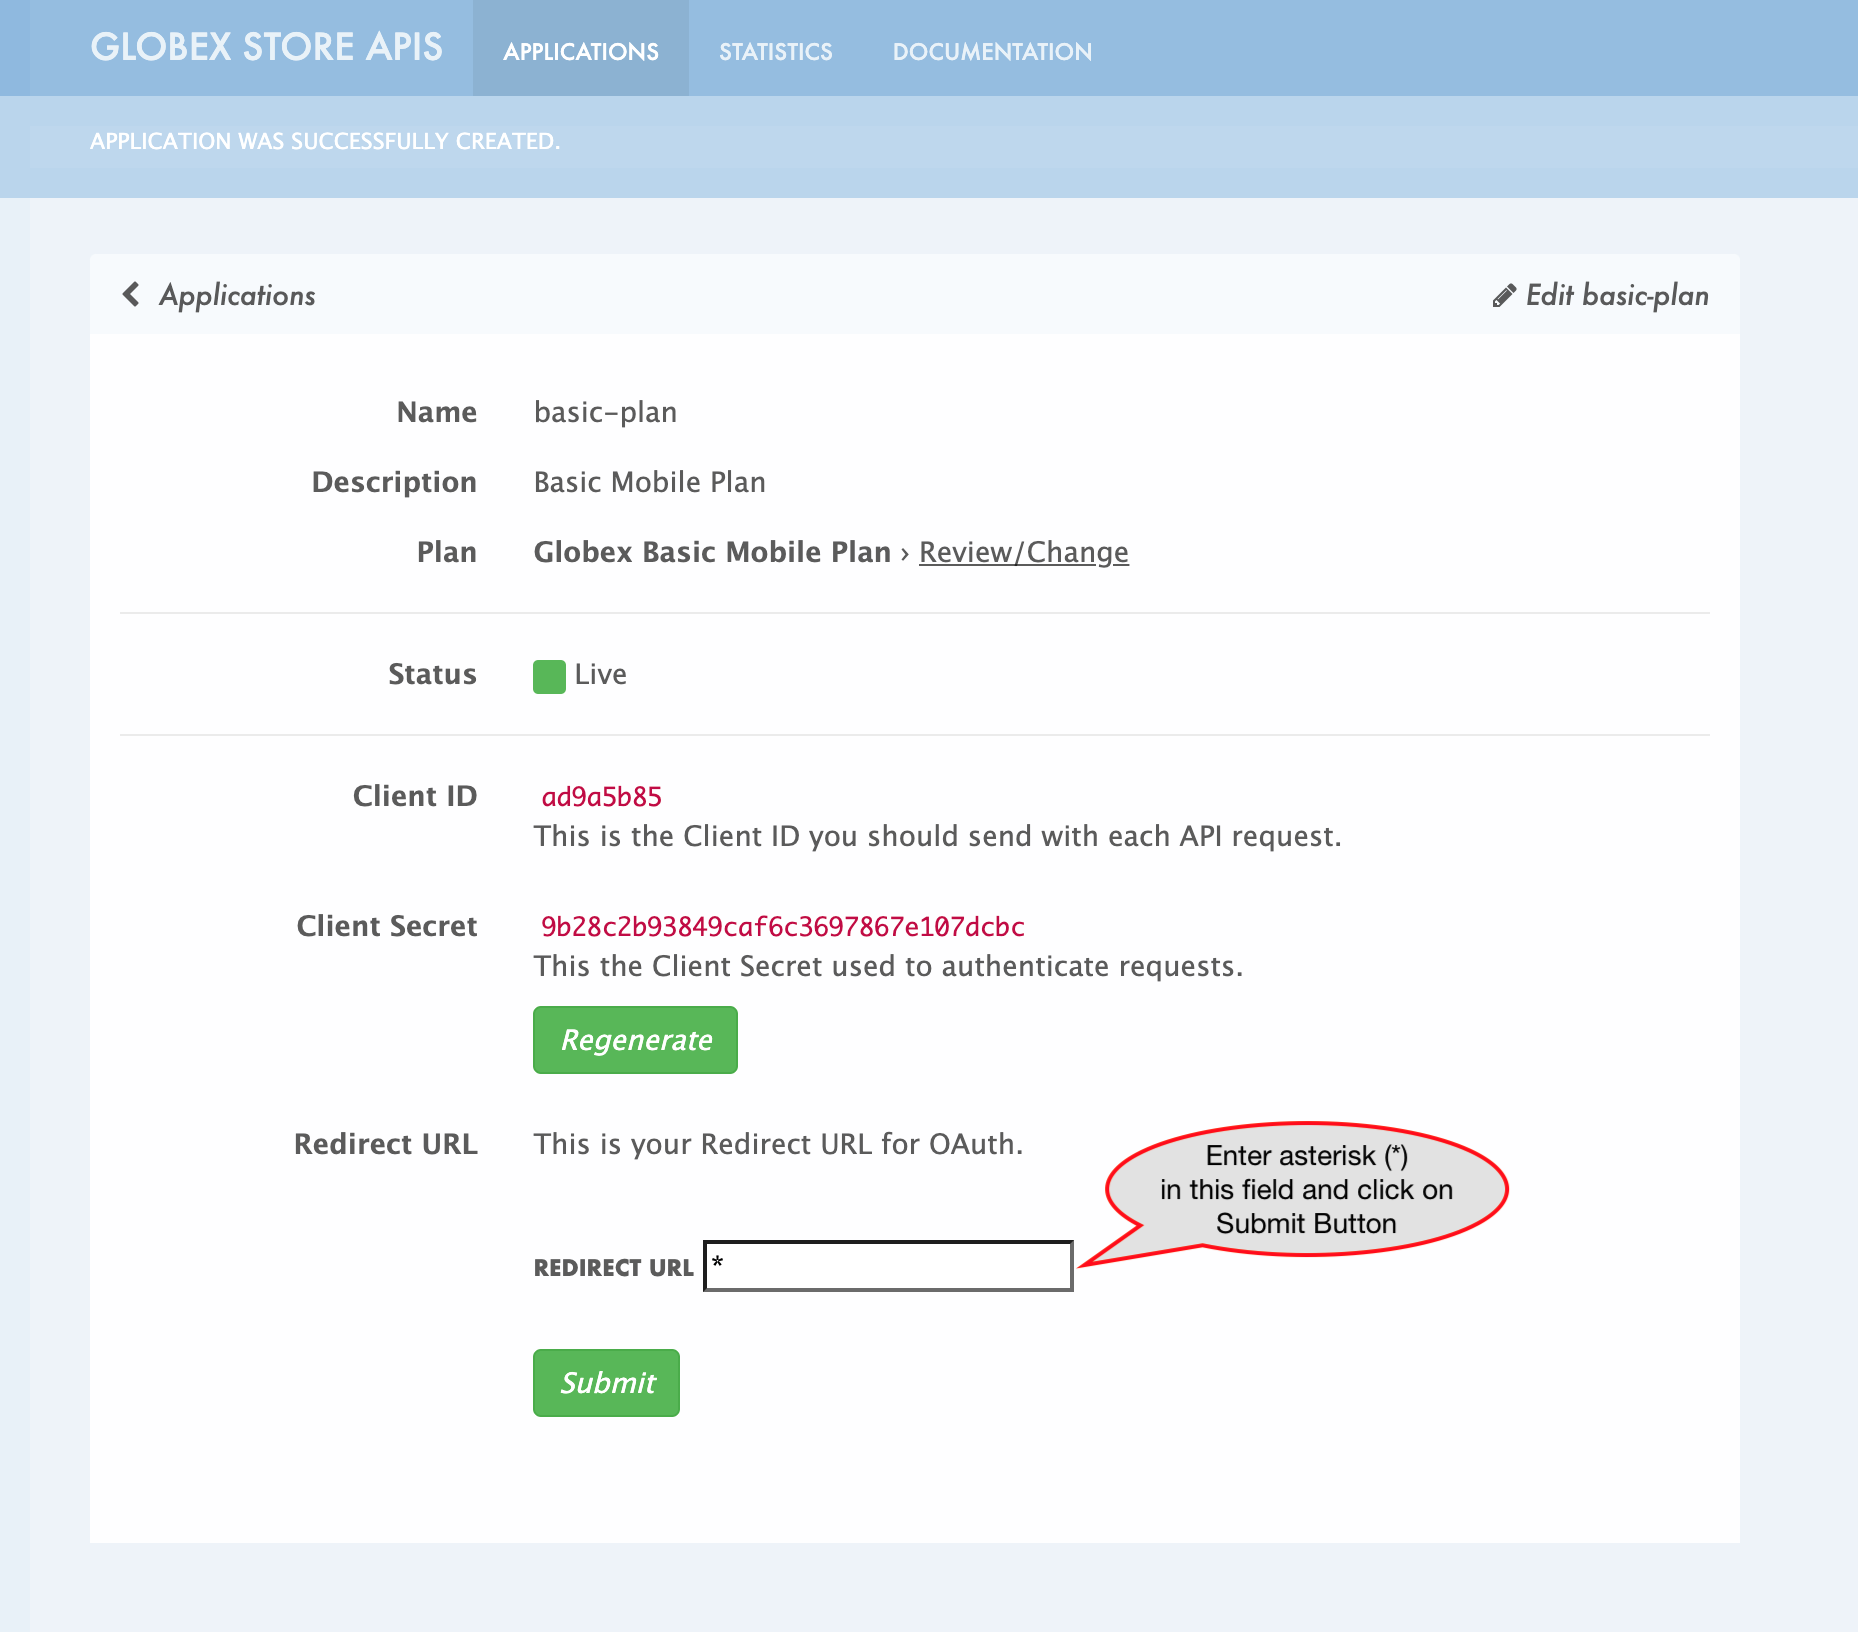 GLOBEX STORE APIS APPLICATIONS STATISTICS DOCUMENTATION
APPLICATION WAS SUCCESSFULLY CREATED.
Applications Edit basic-plan
Name basic-plan
Description Basic Mobile Plan
Plan Globex Basic Mobile Plan › Review/Change
Status Live
Client ID ad9a5b85
This is the Client ID you should send with each API request.
Client Secret 9b28c2b93849caf6c3697867e107dcbc
This the Client Secret used to authenticate requests.
Regenerate
Redirect URL This is your Redirect URL for OAuth.
Enter asterisk (*)
in this field and click on
Submit Button
REDIRECT URL *
Submit